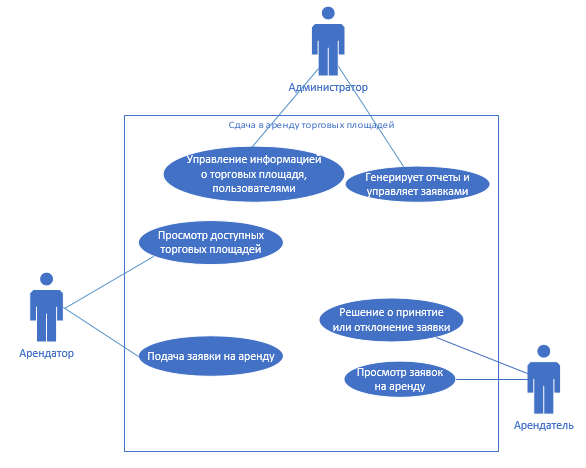 Администратор
Сдача в аренду торговых площадей
Управление информацией
о торговых площадя,
пользователями
Генерирует отчеты и
управляет заявками
Просмотр доступных
торговых площадей
Арендатор
Решение о принятие
или отклонение заявки
Подача заявки на аренду
Просмотр заявок
на аренду
Арендатель